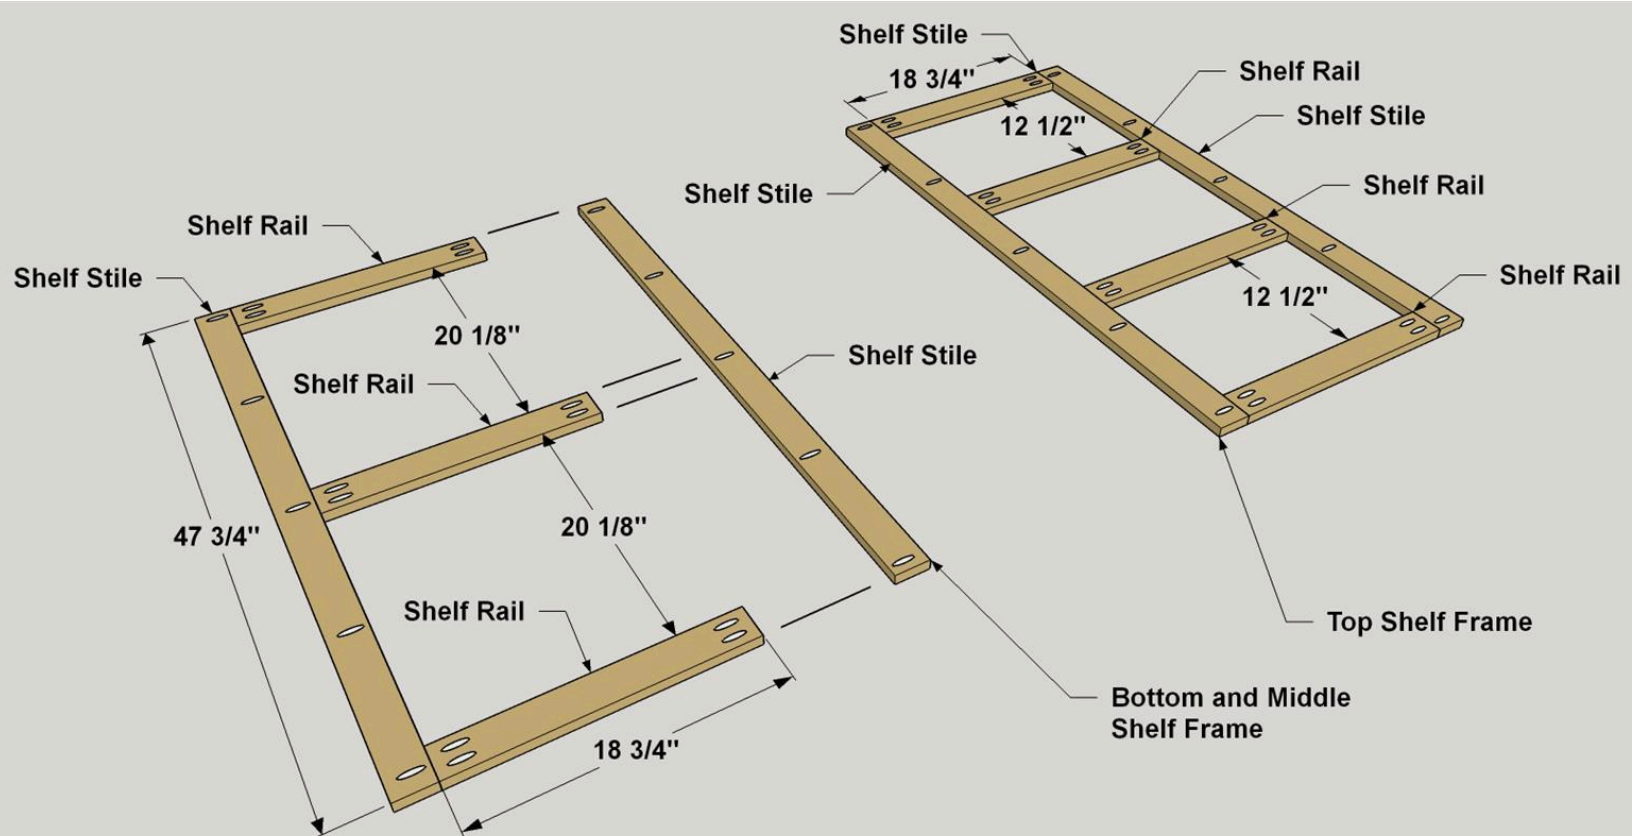 Shelf Stile
18 3/4"
Shelf Rail
12 1/2"
Shelf Stile
Shelf Stile
Shelf Rail
Shelf Rail
12 1/2"
Shelf Rail
Shelf Stile
20 1/8"
Shelf Rail
Shelf Stile
47 3/4"
20 1/8"
Shelf Rail
18 3/4"
Top Shelf Frame
Bottom and Middle
Shelf Frame